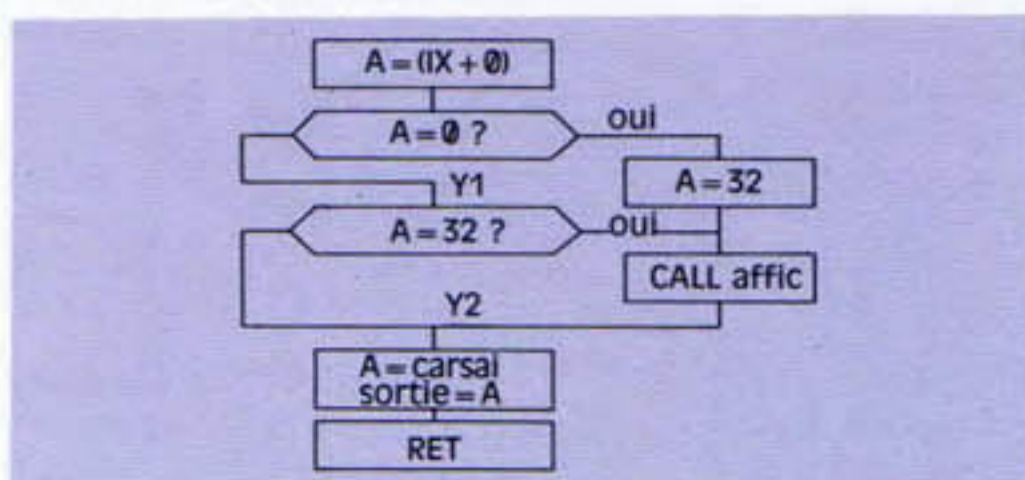 A = (IX + 0)
A = 0 ?
oui
Y1
A = 32
A = 32 ?
oui
CALL affic
Y2
A = carsai
sortie = A
RET